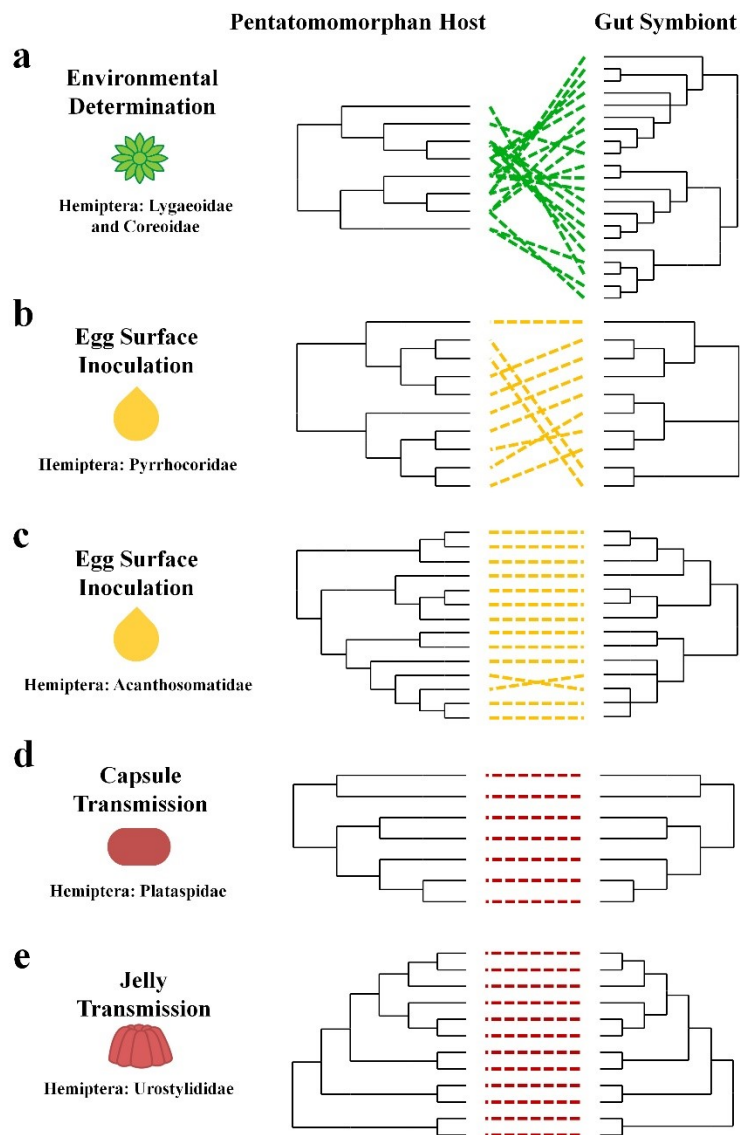 Pentatomomorphan Host Gut Symbiont
a
Environmental
Determination
Hemiptera: Lygaeoidae
and Coreoidae
b
Egg Surface
Inoculation
Hemiptera: Pyrrhocoridae
c
Egg Surface
Inoculation
Hemiptera: Acanthosomatidae
d
Capsule
Transmission
Hemiptera: Plataspidae
e
Jelly
Transmission
Hemiptera: Urostylididae